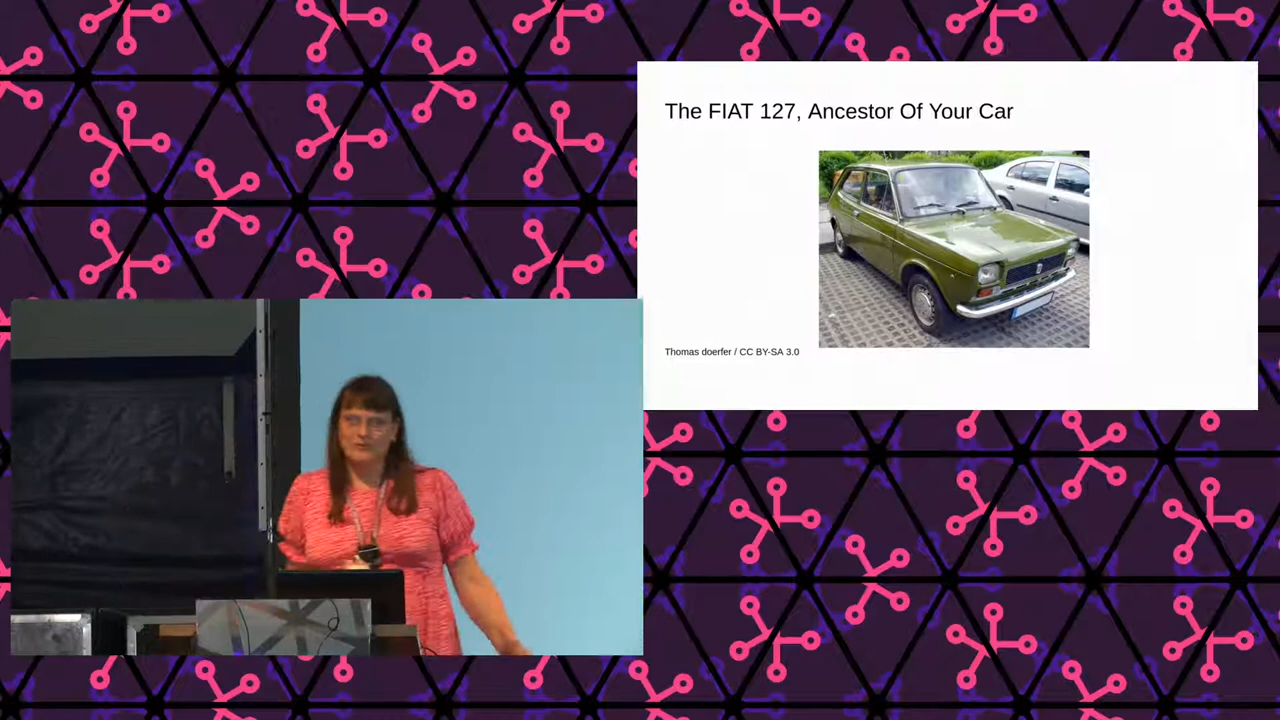 The FIAT 127, Ancestor Of Your Car
Thomas doerfer / CC BY-SA 3.0